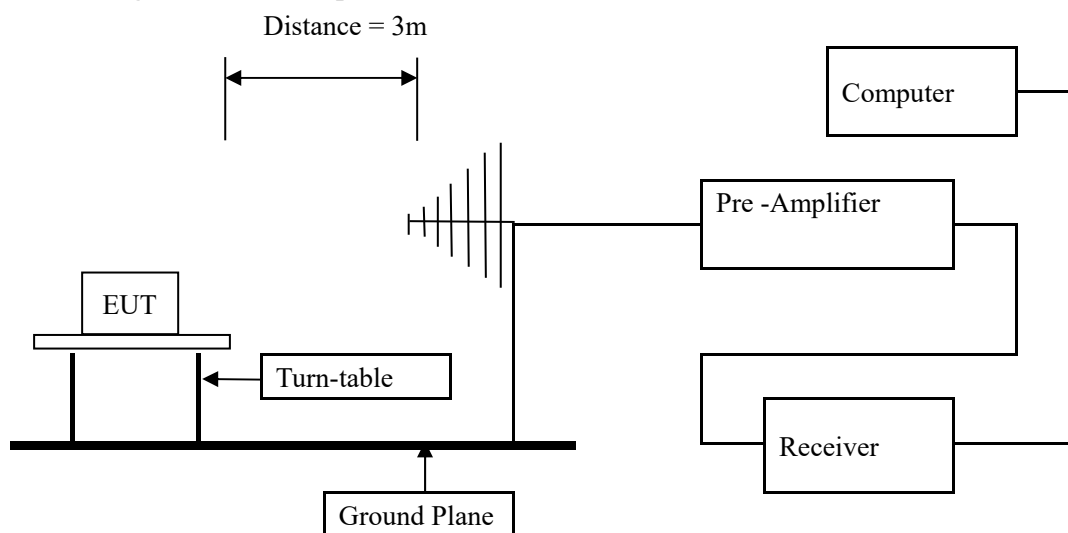 Distance = 3m
Computer
Pre -Amplifier
EUT
Turn-table
Receiver
Ground Plane